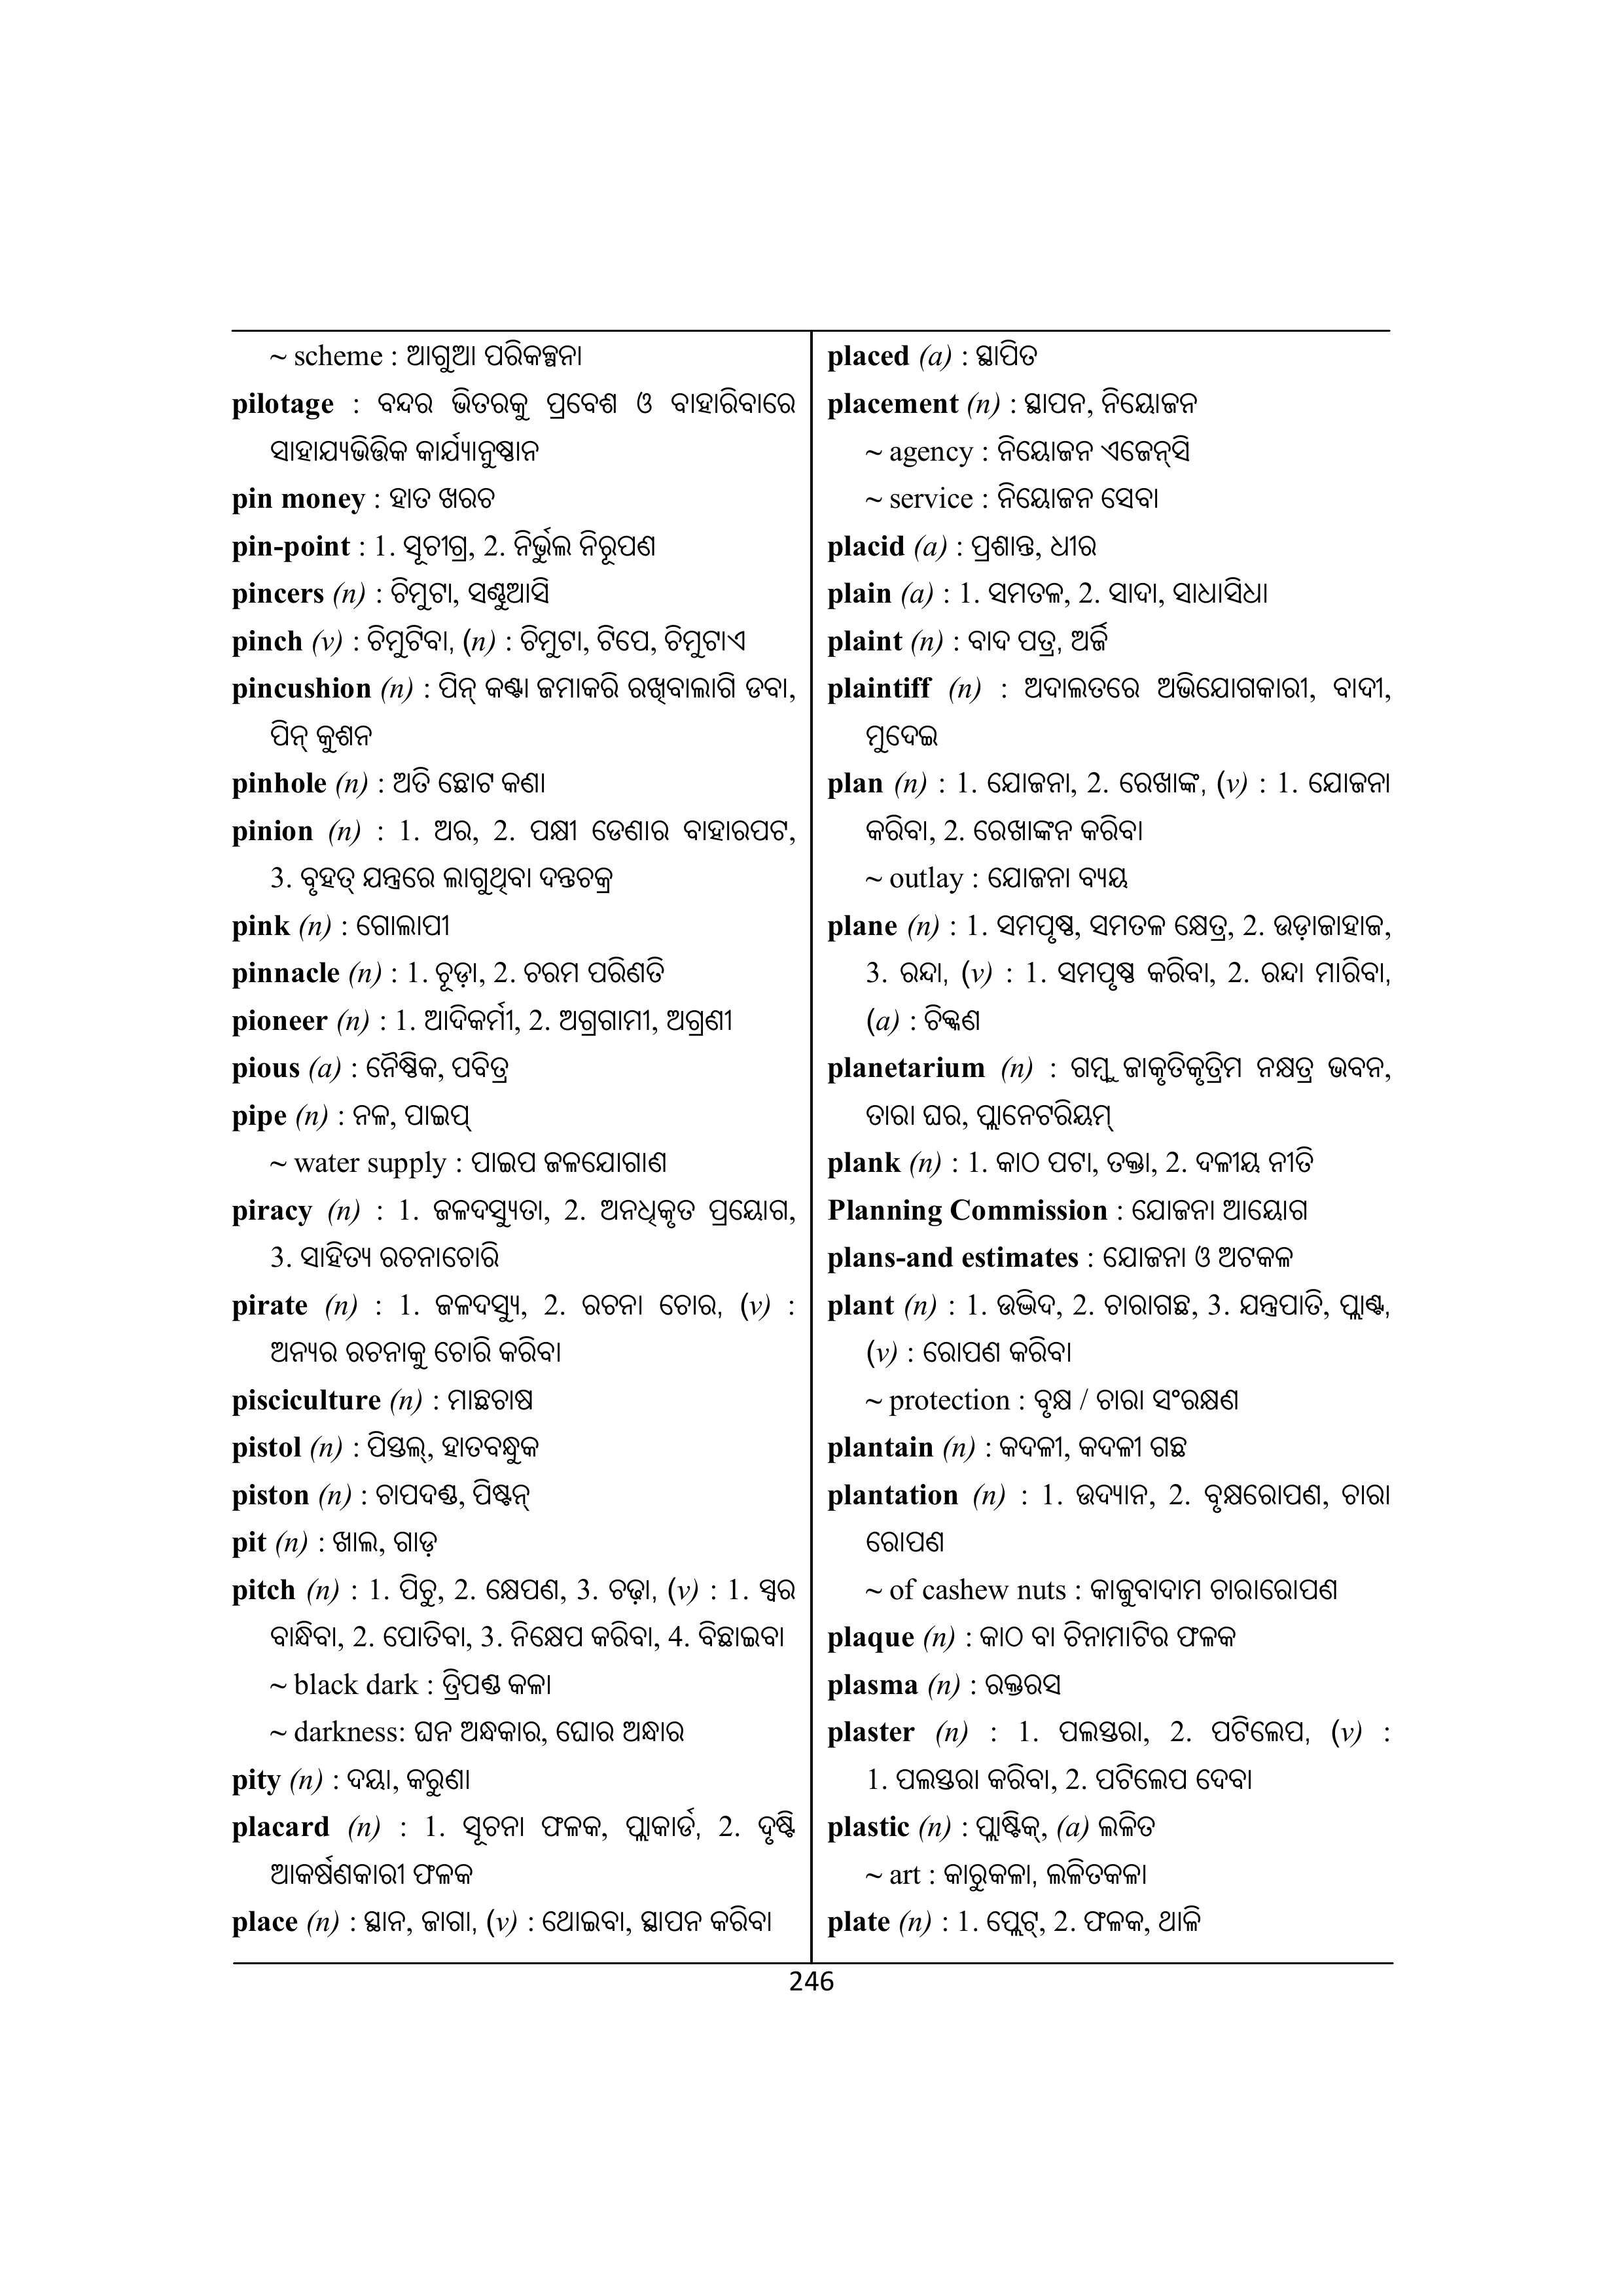 ~ scheme : ଆଗୁଆ ପରିକଳ୍ପନା
pilotage : ବନ୍ଦର ଭିତରକୁ ପ୍ରବେଶ ଓ ବାହାରିବାରେ
ସାହାଯ୍ୟଭିତ୍ତିକ କାର୍ଯ୍ୟାନୁଷ୍ଠାନ
pin money : ହାତ ଖରଚ
pin-point : 1. ସୂଚୀଗ୍ର, 2. ନିର୍ଭୁଲ ନିରୂପଣ
pincers (n) : ଚିମୁଟା, ସଣ୍ଢୁଆସି
pinch (v) : ଚିମୁଟିବା, (n) : ଚିମୁଟା, ଟିପେ, ଚିମୁଟାଏ
pincushion (n) : ପିନ୍ କଣ୍ଟା ଜମାକରି ରଖିବାଲାଗି ଡବା,
ପିନ୍ କୁଶନ
pinhole (n) : ଅତି ଛୋଟ କଣା
pinion (n) : 1. ଅର, 2. ପକ୍ଷୀ ଡେଣାର ବାହାରପଟ,
3. ବୃହତ୍ ଯନ୍ତ୍ରରେ ଲାଗୁଥିବା ଦନ୍ତଚକ୍ର
pink (n) : ଗୋଲାପୀ
pinnacle (n) : 1. ଚୂଡ଼ା, 2. ଚରମ ପରିଣତି
pioneer (n) : 1. ଆଦିକର୍ମୀ, 2. ଅଗ୍ରଗାମୀ, ଅଗ୍ରଣୀ
pious (a) : ନୈଷ୍ଠିକ, ପବିତ୍ର
pipe (n) : ନଳ, ପାଇପ୍
~ water supply : ପାଇପ ଜଳଯୋଗାଣ
piracy (n) : 1. ଜଳଦସ୍ୟୁତା, 2. ଅନଧିକୃତ ପ୍ରୟୋଗ,
3. ସାହିତ୍ୟ ରଚନାଚୋରି
pirate (n) : 1. ଜଳଦସ୍ୟୁ, 2. ରଚନା ଚୋର, (v) :
ଅନ୍ୟର ରଚନାକୁ ଚୋରି କରିବା
pisciculture (n) : ମାଛଚାଷ
pistol (n) : ପିସ୍ତଲ୍, ହାତବନ୍ଧୁକ
piston (n) : ଚାପଦଣ୍ଡ, ପିଷ୍ଟନ୍
pit (n) : ଖାଲ, ଗାଡ଼
pitch (n) : 1. ପିଚୁ, 2. କ୍ଷେପଣ, 3. ଚଢ଼ା, (v) : 1. ସ୍ୱର
ବାନ୍ଧିବା, 2. ପୋତିବା, 3. ନିକ୍ଷେପ କରିବା, 4. ବିଛାଇବା
~ black dark : ତ୍ରିପଣ୍ଡ କଳା
~ darkness: ଘନ ଅନ୍ଧକାର, ଘୋର ଅନ୍ଧାର
pity (n) : ଦୟା, କରୁଣା
placard (n) : 1. ସୂଚନା ଫଳକ, ପ୍ଲାକାର୍ଡ, 2. ଦୃଷ୍ଟି
ଆକର୍ଷଣକାରୀ ଫଳକ
place (n) : ସ୍ଥାନ, ଜାଗା, (v) : ଥୋଇବା, ସ୍ଥାପନ କରିବା
placed (a) : ସ୍ଥାପିତ
placement (n) : ସ୍ଥାପନ, ନିୟୋଜନ
~ agency : ନିୟୋଜନ ଏଜେନ୍‌ସି
~ service : ନିୟୋଜନ ସେବା
placid (a) : ପ୍ରଶାନ୍ତ, ଧୀର
plain (a) : 1. ସମତଳ, 2. ସାଦା, ସାଧାସିଧା
plaint (n) : ବାଦ ପତ୍ର, ଅର୍ଜି
plaintiff (n) : ଅଦାଲତରେ ଅଭିଯୋଗକାରୀ, ବାଦୀ,
ମୁଦେଇ
plan (n) : 1. ଯୋଜନା, 2. ରେଖାଙ୍କ, (v) : 1. ଯୋଜନା
କରିବା, 2. ରେଖାଙ୍କନ କରିବା
~ outlay : ଯୋଜନା ବ୍ୟୟ
plane (n) : 1. ସମପୃଷ୍ଠ, ସମତଳ କ୍ଷେତ୍ର, 2. ଉଡ଼ାଜାହାଜ,
3. ରନ୍ଦା, (v) : 1. ସମପୃଷ୍ଠ କରିବା, 2. ରନ୍ଦା ମାରିବା,
(a) : ଚିକ୍କଣ
planetarium (n) : ଗମ୍ବୁ ଜାକୃତିକୃତ୍ରିମ ନକ୍ଷତ୍ର ଭବନ,
ତାରା ଘର, ପ୍ଲାନେଟରିୟମ୍
plank (n) : 1. କାଠ ପଟା, ତକ୍ତା, 2. ଦଳୀୟ ନୀତି
Planning Commission : ଯୋଜନା ଆୟୋଗ
plans-and estimates : ଯୋଜନା ଓ ଅଟକଳ
plant (n) : 1. ଉଦ୍ଭିଦ, 2. ଚାରାଗଛ, 3. ଯନ୍ତ୍ରପାତି, ପ୍ଲାଣ୍ଟ,
(v) : ରୋପଣ କରିବା
~ protection : ବୃକ୍ଷ / ଚାରା ସଂରକ୍ଷଣ
plantain (n) : କଦଳୀ, କଦଳୀ ଗଛ
plantation (n) : 1. ଉଦ୍ୟାନ, 2. ବୃକ୍ଷରୋପଣ, ଚାରା
ରୋପଣ
~ of cashew nuts : କାଜୁବାଦାମ ଚାରାରୋପଣ
plaque (n) : କାଠ ବା ଚିନାମାଟିର ଫଳକ
plasma (n) : ରକ୍ତରସ
plaster (n) : 1. ପଲସ୍ତରା, 2. ପଟିଲେପ, (v) :
1. ପଲସ୍ତରା କରିବା, 2. ପଟିଲେପ ଦେବା
plastic (n) : ପ୍ଲାଷ୍ଟିକ୍, (a) ଲଳିତ
~ art : କାରୁକଳା, ଲଳିତକଳା
plate (n) : 1. ପ୍ଲେଟ୍, 2. ଫଳକ, ଥାଳି
246